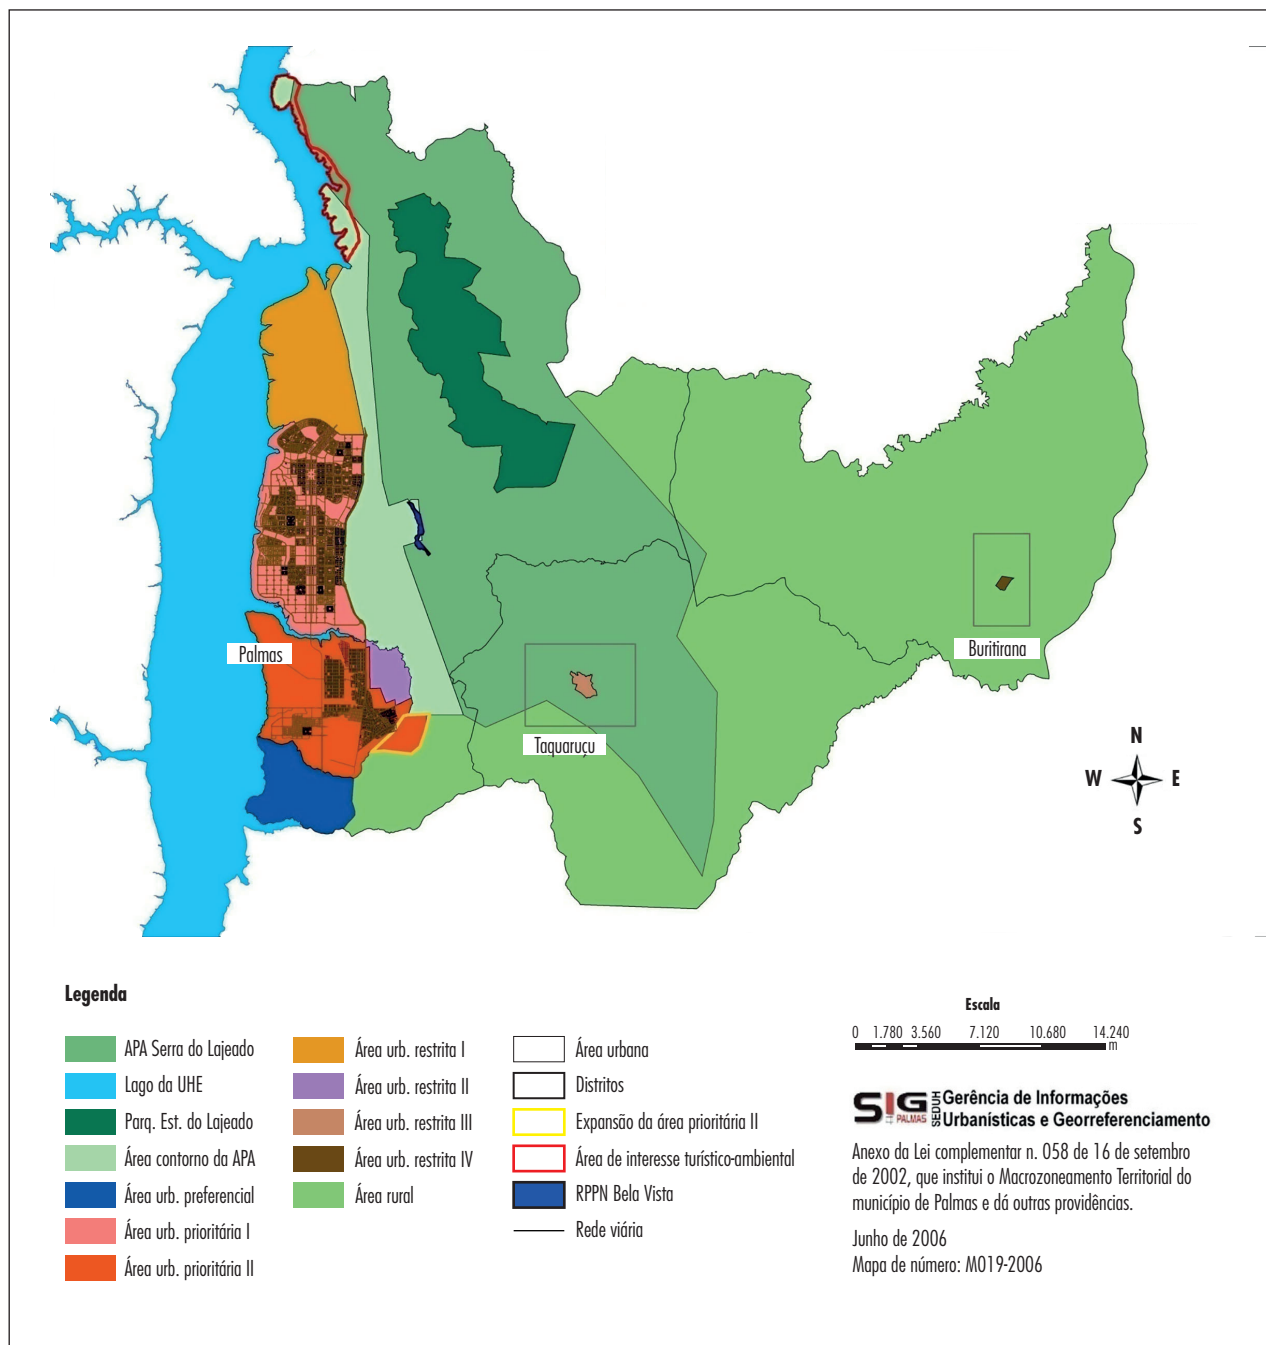 Palmas
Taquaruçu
Buritirana
N
W E
S
Legenda
APA Serra do Lajeado
Lago da UHE
Parq. Est. do Lajeado
Área contorno da APA
Área urb. preferencial
Área urb. prioritária I
Área urb. prioritária II
Área urb. restrita I
Área urb. restrita II
Área urb. restrita III
Área urb. restrita IV
Área rural
Área urbana
Distritos
Expansão da área prioritária II
Área de interesse turístico-ambiental
RPPN Bela Vista
Rede viária
Escala
0 1.780 3.560 7.120 10.680 14.240
m
SIG PALMAS SEDUH Gerência de Informações
Urbanísticas e Georreferenciamento
Anexo da Lei complementar n. 058 de 16 de setembro
de 2002, que institui o Macrozoneamento Territorial do
município de Palmas e dá outras providências.
Junho de 2006
Mapa de número: M019-2006